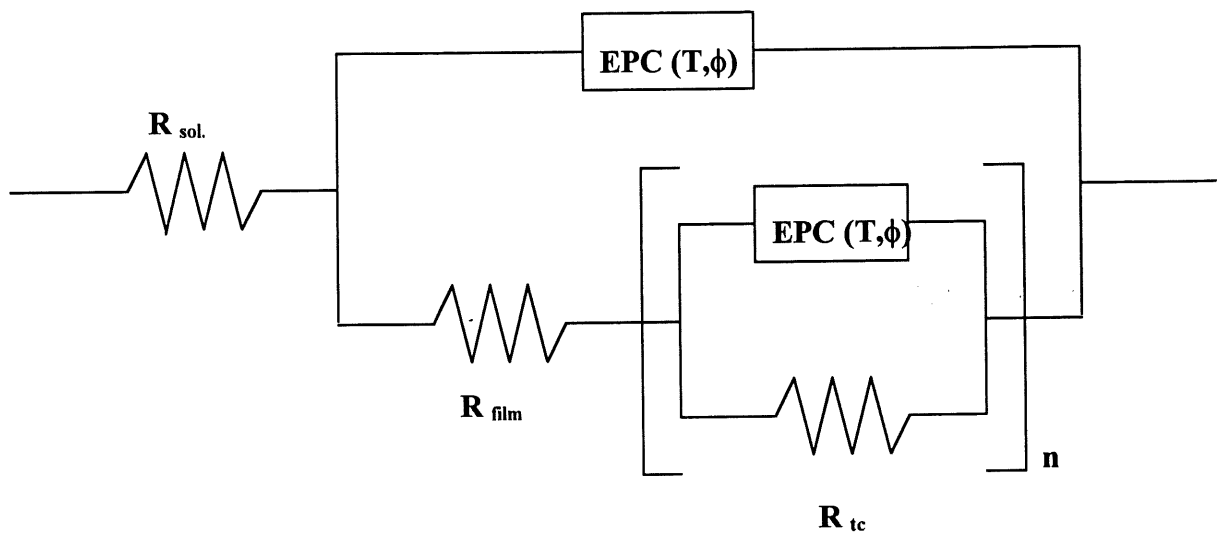 EPC (T,ϕ)
R sol.
EPC (T,ϕ)
R film
n
R tc